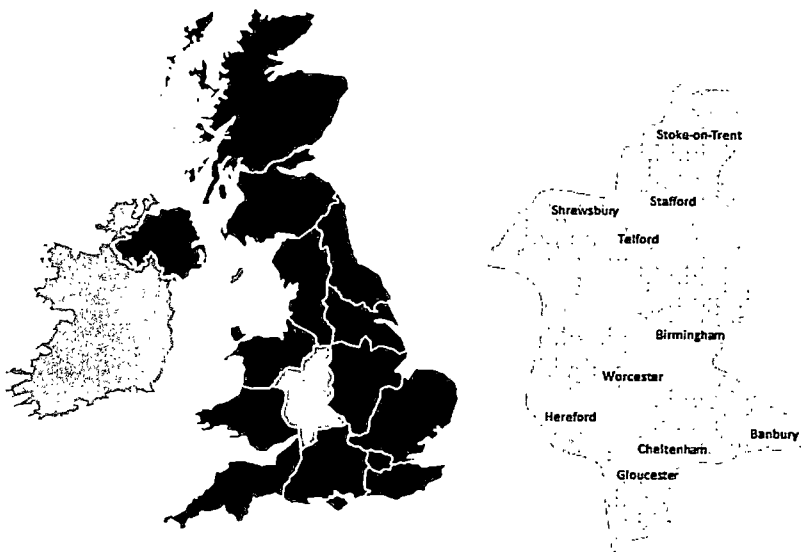 Stoke-on-Trent
Stafford
Shrewsbury
Telford
Birmingham
Worcester
Hereford
Banbury
Cheltenham
Gloucester